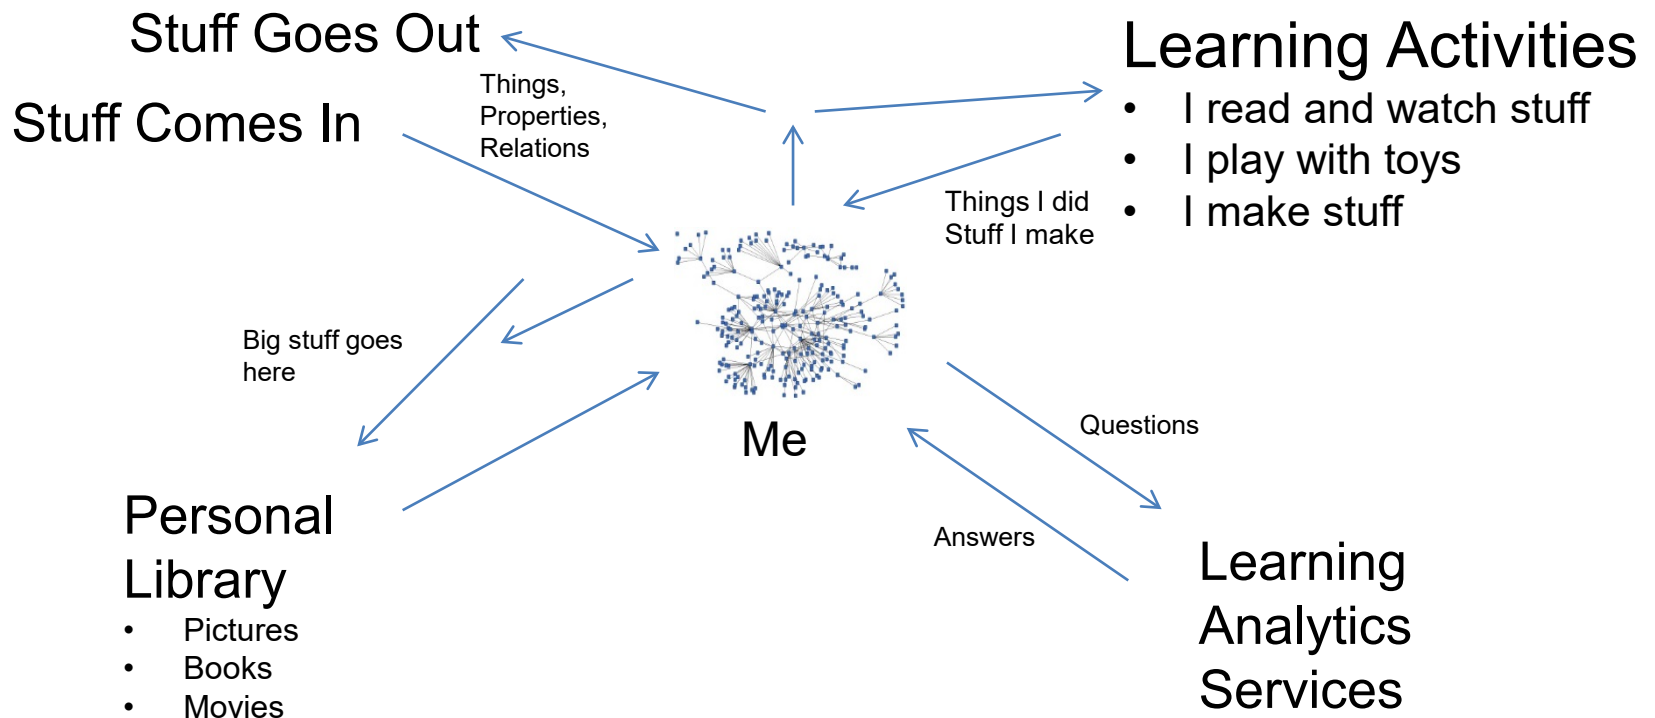 Stuff Goes Out
Stuff Comes In
Things,
Properties,
Relations
Learning Activities
• I read and watch stuff
• I play with toys
• I make stuff
Things I did
Stuff I make
Big stuff goes
here
Me
Questions
Answers
Personal
Library
• Pictures
• Books
• Movies
Learning
Analytics
Services